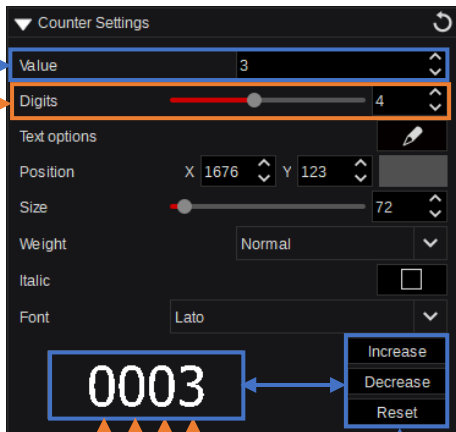 Counter Settings
Value 3
Digits 4
Text options
Position X 1676 Y 123
Size 72
Weight Normal
Italic
Font Lato
0003
Increase
Decrease
Reset